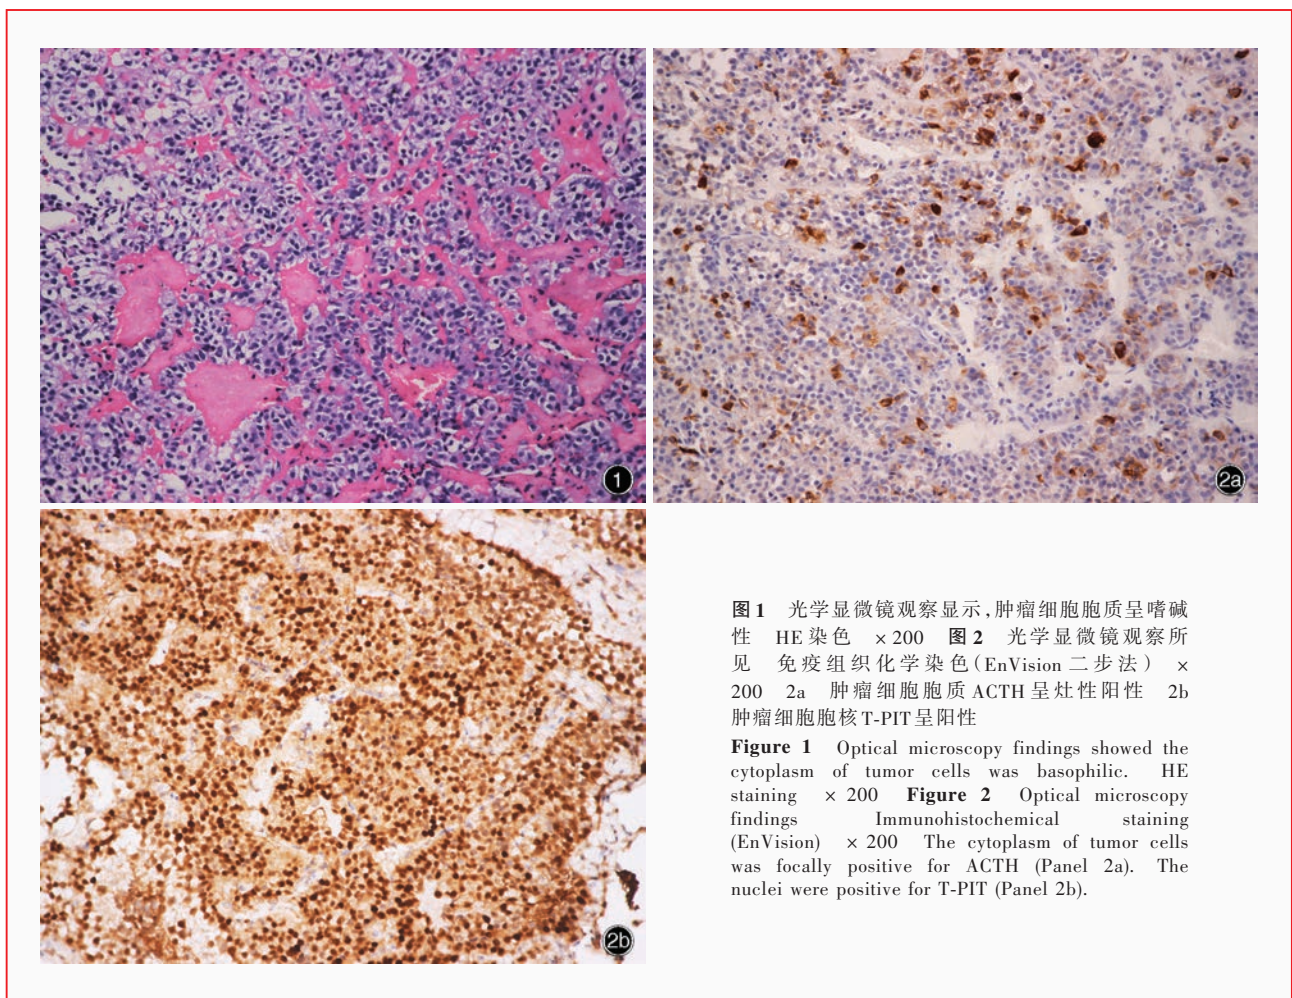 1
2a
2b
图1 光学显微镜观察显示,肿瘤细胞胞质呈嗜碱
性 HE染色 ×200 图2 光学显微镜观察所
见 免疫组织化学染色(EnVision二步法) ×
200 2a 肿瘤细胞胞质ACTH呈灶性阳性 2b
肿瘤细胞胞核T-PIT呈阳性
Figure 1 Optical microscopy findings showed the
cytoplasm of tumor cells was basophilic. HE
staining × 200 Figure 2 Optical microscopy
findings Immunohistochemical staining
(EnVision) × 200 The cytoplasm of tumor cells
was focally positive for ACTH (Panel 2a). The
nuclei were positive for T-PIT (Panel 2b).